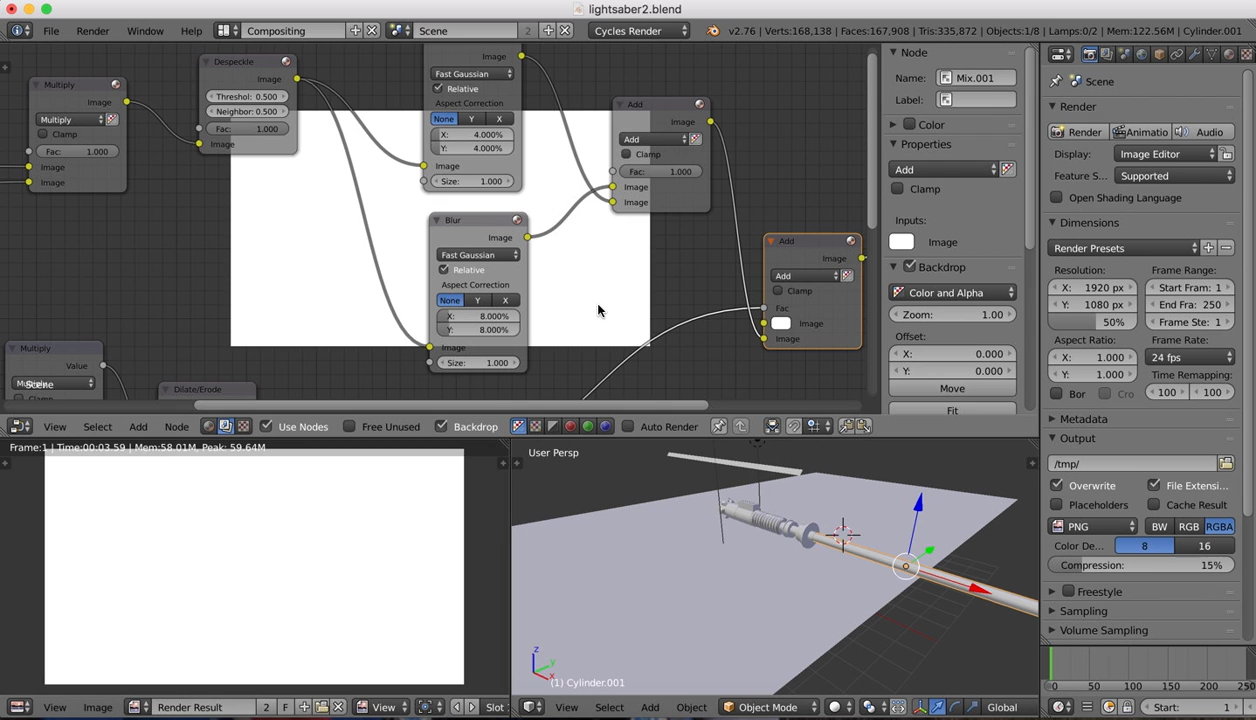 lightsaber2.blend
File Render Window Help Compositing Scene 2 Cycles Render v2.76 | Verts:168,138 | Faces:167,908 | Tris:335,872 | Objects:1/8 | Lamps:0/2 | Mem:122.56M | Cylinder.001
Multiply
Image
Multiply
Clamp
Fac: 1.000
Image
Image
Despeckle
Image
Threshol: 0.500
Neighbor: 0.500
Fac: 1.000
Image
Image
Fast Gaussian
Relative
Aspect Correction
None Y X
X: 4.000%
Y: 4.000%
Image
Size: 1.000
Blur
Image
Fast Gaussian
Relative
Aspect Correction
None Y X
X: 8.000%
Y: 8.000%
Image
Size: 1.000
Add
Image
Add
Clamp
Fac: 1.000
Image
Image
Add
Image
Add
Clamp
Fac
Image
Image
Multiply
Value
Scene
Dilate/Erode
Node
Name: Mix.001
Label:
Color
Properties
Add
Clamp
Inputs:
Image
Backdrop
Color and Alpha
Zoom: 1.00
Offset:
X: 0.000
Y: 0.000
Move
Fit
View Select Add Node Use Nodes Free Unused Backdrop Auto Render
Frame:1 | Time:00:03.59 | Mem:58.01M, Peak: 59.64M
View Image Render Result 2 F View Slot
User Persp
z
y
x
(1) Cylinder.001
View Select Add Object Object Mode Global
Scene
Render
Render Animatio Audio
Display: Image Editor
Feature S... Supported
Open Shading Language
Dimensions
Render Presets
Resolution: Frame Range:
X: 1920 px Start Fram: 1
Y: 1080 px End Fra: 250
50% Frame Ste: 1
Aspect Ratio: Frame Rate:
X: 1.000 24 fps
Y: 1.000 Time Remapping:
Bor Cro 100 100
Metadata
Output
/tmp/
Overwrite File Extensi...
Placeholders Cache Result
PNG BW RGB RGBA
Color De... 8 16
Compression: 15%
Freestyle
Sampling
Volume Sampling
0 50 100 150 200 250
Start: 1